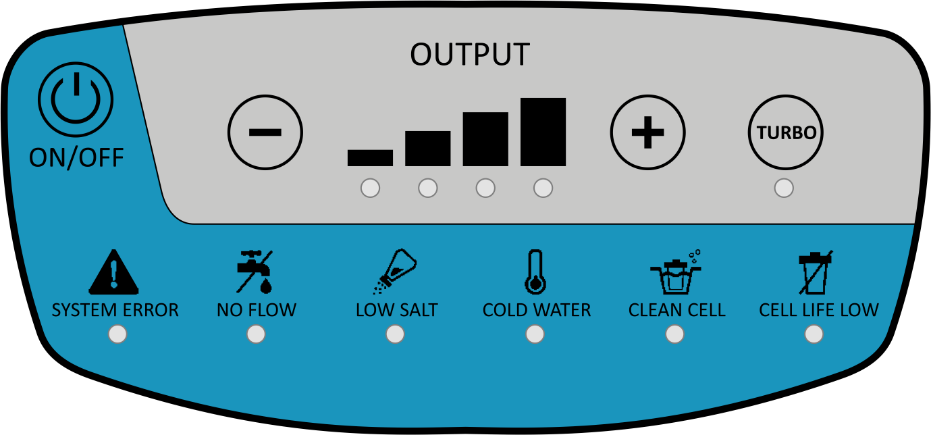 OUTPUT
ON/OFF
TURBO
SYSTEM ERROR
NO FLOW
LOW SALT
COLD WATER
CLEAN CELL
CELL LIFE LOW